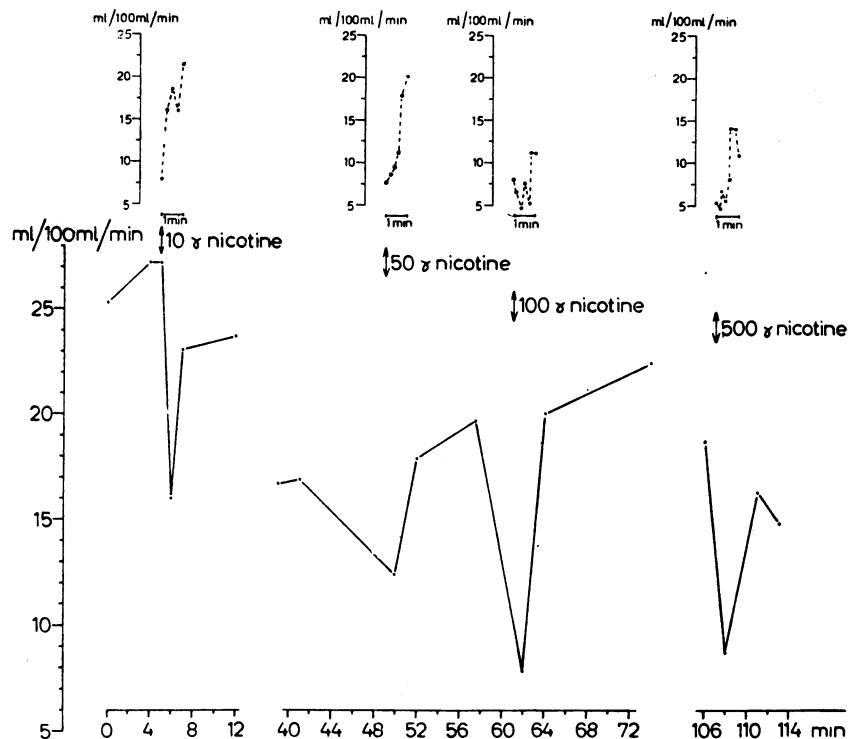 ml/100ml/min ml/100ml/min ml/100ml/min ml/100ml/min
25 25 25 25
20 20 20 20
15 15 15 15
10 10 10 10
5 5 5 5
1min 1min 1min 1min
ml/100ml/min
10 γ nicotine
50 γ nicotine
100 γ nicotine
500 γ nicotine
25
20
15
10
5
0 4 8 12 40 44 48 52 56 60 64 68 72 106 110 114 min